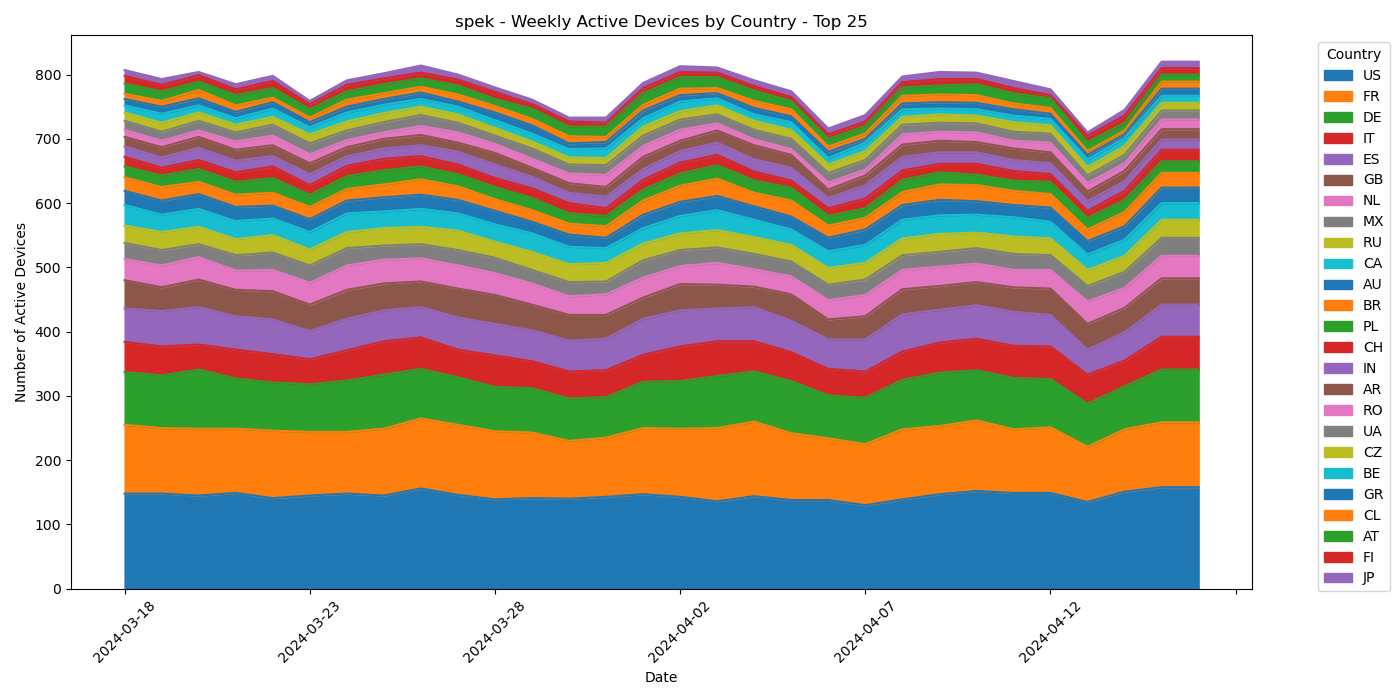 spek - Weekly Active Devices by Country - Top 25
Number of Active Devices
800
700
600
500
400
300
200
100
0
2024-03-18
2024-03-23
2024-03-28
2024-04-02
2024-04-07
2024-04-12
Date
Country
US
FR
DE
IT
ES
GB
NL
MX
RU
CA
AU
BR
PL
CH
IN
AR
RO
UA
CZ
BE
GR
CL
AT
FI
JP